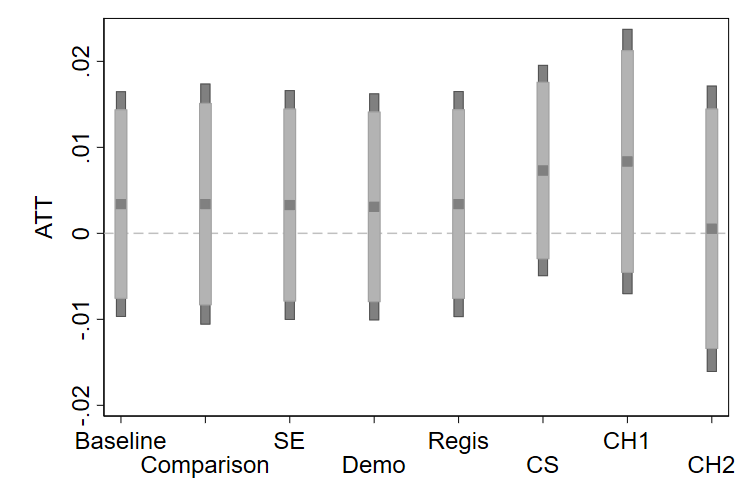 ATT
.02
.01
0
-.01
-.02
Baseline
SE
Regis
CH1
Comparison
Demo
CS
CH2